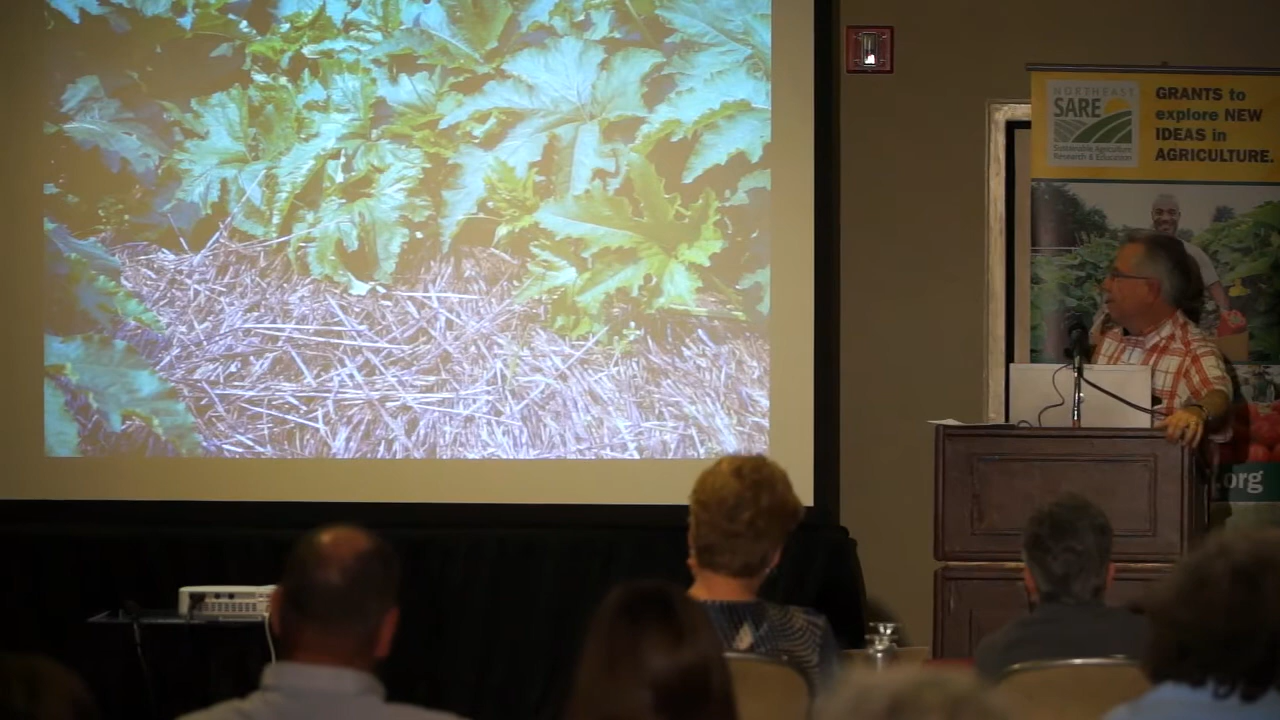 NORTHEAST
SARE
Sustainable Agriculture
Research & Education
GRANTS to
explore NEW
IDEAS in
AGRICULTURE.
.org